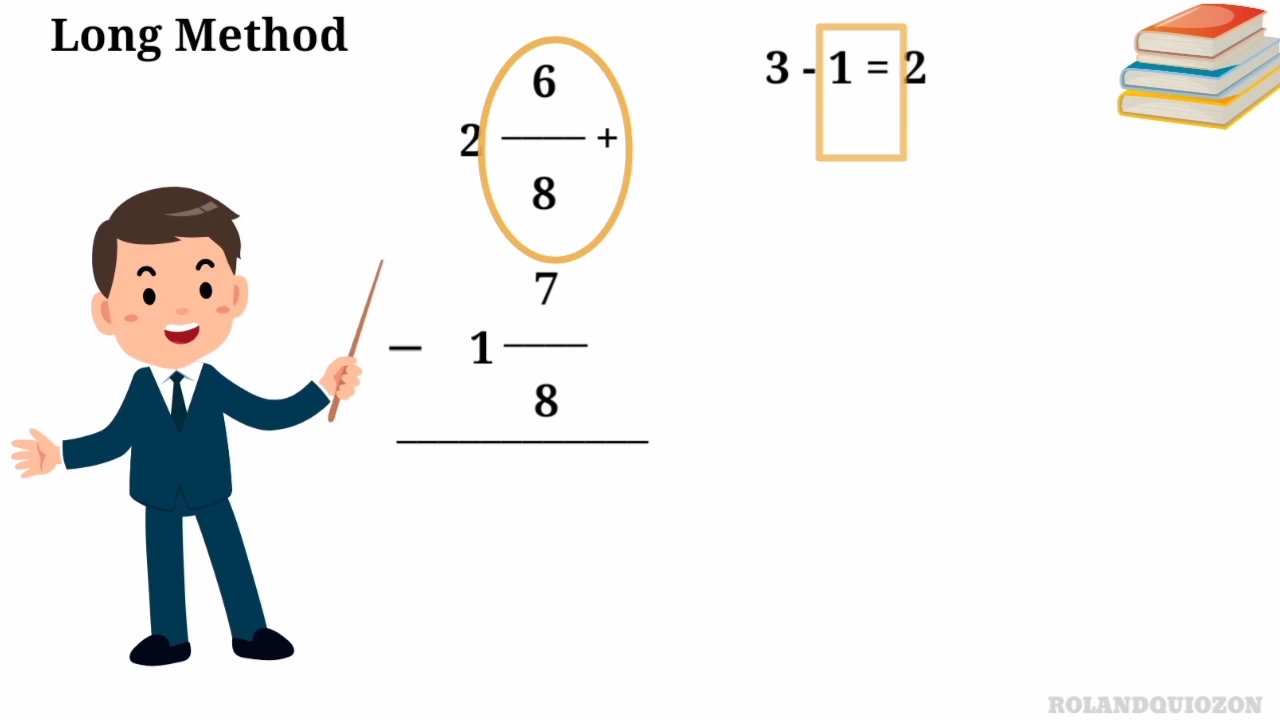 Long Method
3 - 1 = 2
6
2 ──── +
8
7
− 1 ────
8
ROLANDQUIOZON